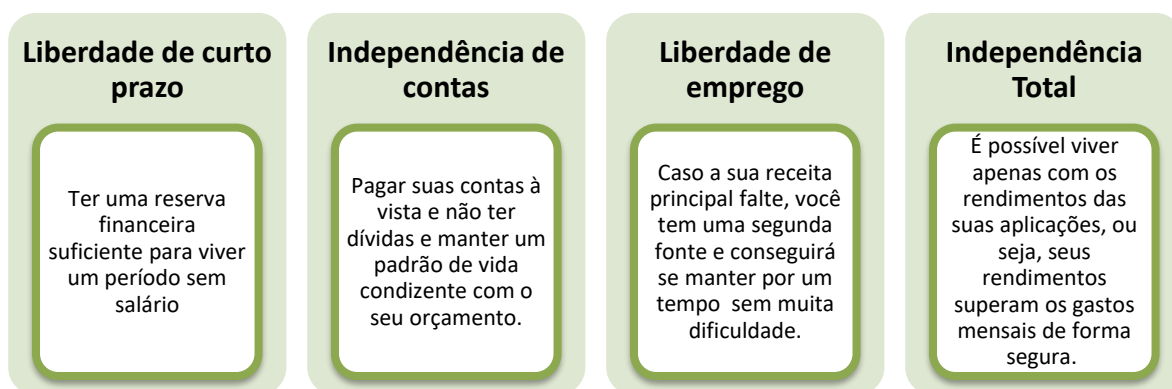 Liberdade de curto
prazo
Ter uma reserva
financeira
suficiente para viver
um período sem
salário
Independência de
contas
Pagar suas contas à
vista e não ter
dívidas e manter um
padrão de vida
condizente com o
seu orçamento.
Liberdade de
emprego
Caso a sua receita
principal falte, você
tem uma segunda
fonte e conseguirá
se manter por um
tempo  sem muita
dificuldade.
Independência
Total
É possível viver
apenas com os
rendimentos das
suas aplicações, ou
seja, seus
rendimentos
superam os gastos
mensais de forma
segura.